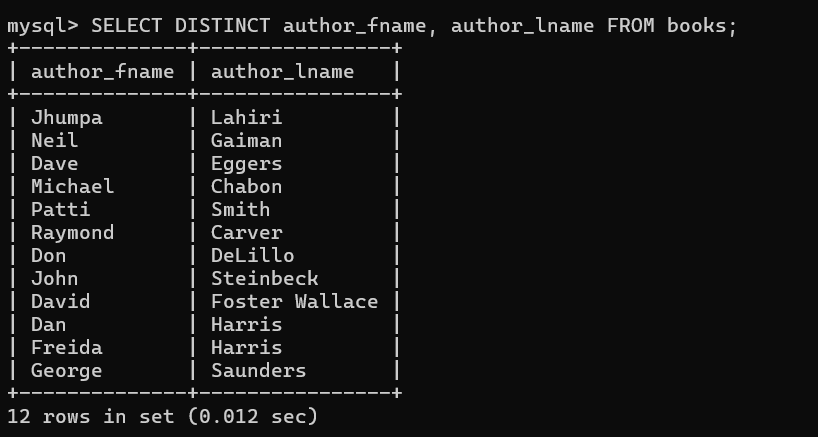 mysql> SELECT DISTINCT author_fname, author_lname FROM books;
+--------------+----------------+
| author_fname | author_lname   |
+--------------+----------------+
| Jhumpa       | Lahiri         |
| Neil         | Gaiman         |
| Dave         | Eggers         |
| Michael      | Chabon         |
| Patti        | Smith          |
| Raymond      | Carver         |
| Don          | DeLillo        |
| John         | Steinbeck      |
| David        | Foster Wallace |
| Dan          | Harris         |
| Freida       | Harris         |
| George       | Saunders       |
+--------------+----------------+
12 rows in set (0.012 sec)